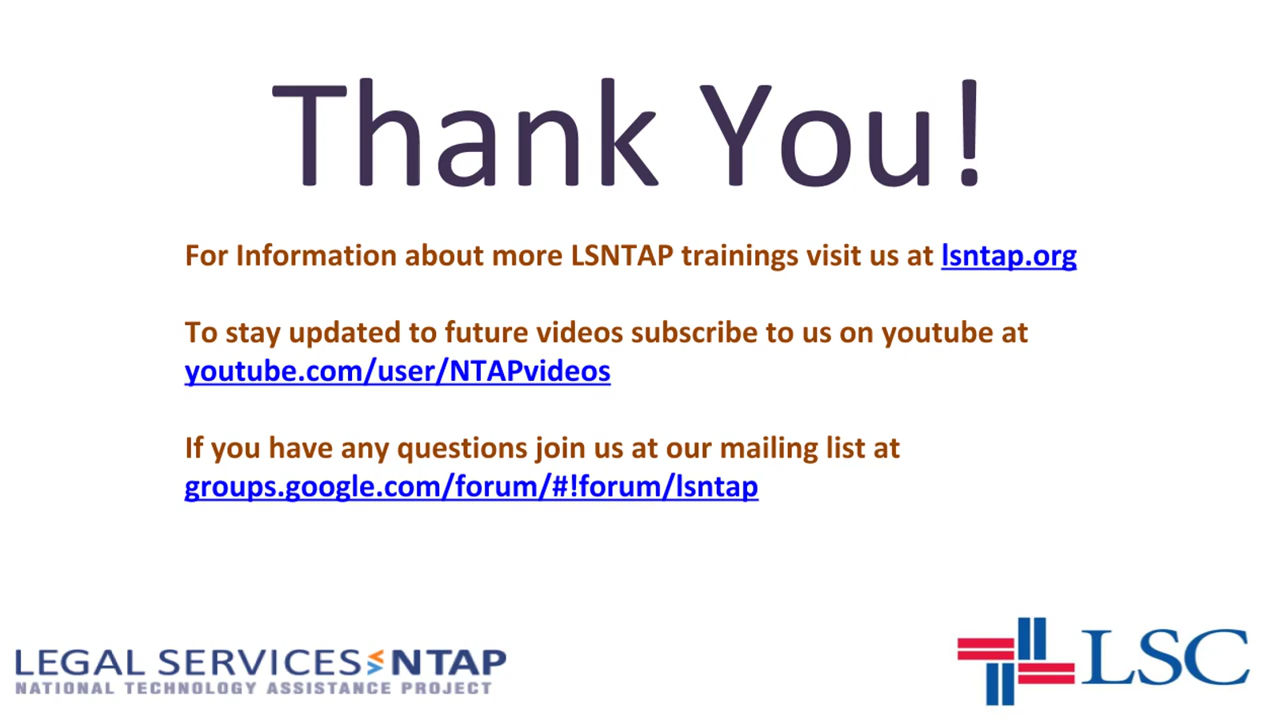 Thank You!
For Information about more LSNTAP trainings visit us at lsntap.org
To stay updated to future videos subscribe to us on youtube at
youtube.com/user/NTAPvideos
If you have any questions join us at our mailing list at
groups.google.com/forum/#!forum/lsntap
LEGAL SERVICES NTAP
NATIONAL TECHNOLOGY ASSISTANCE PROJECT
LSC